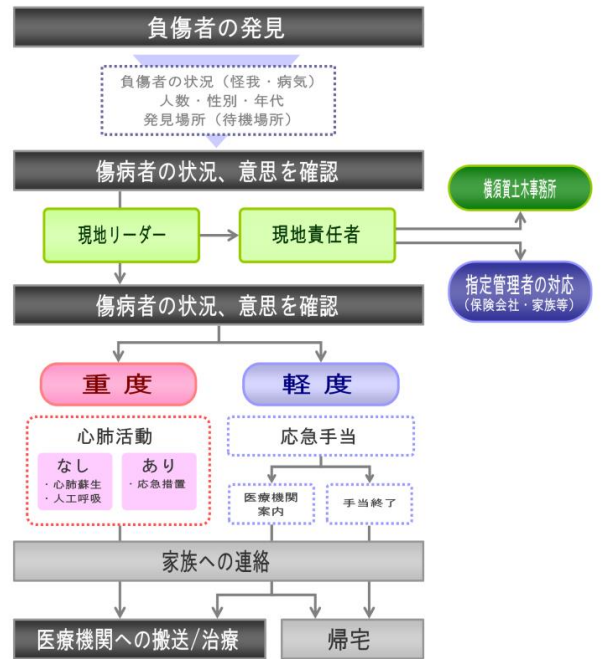 負傷者の発見
負傷者の状況（怪我・病気）
人数・性別・年代
発見場所（待機場所）
傷病者の状況、意思を確認
横須賀土木事務所
現地リーダー
現地責任者
指定管理者の対応
（保険会社・家族等）
傷病者の状況、意思を確認
重度
軽度
心肺活動
なし
・心肺蘇生
・人工呼吸
あり
・応急措置
応急手当
医療機関
案内
手当終了
家族への連絡
医療機関への搬送/治療
帰宅